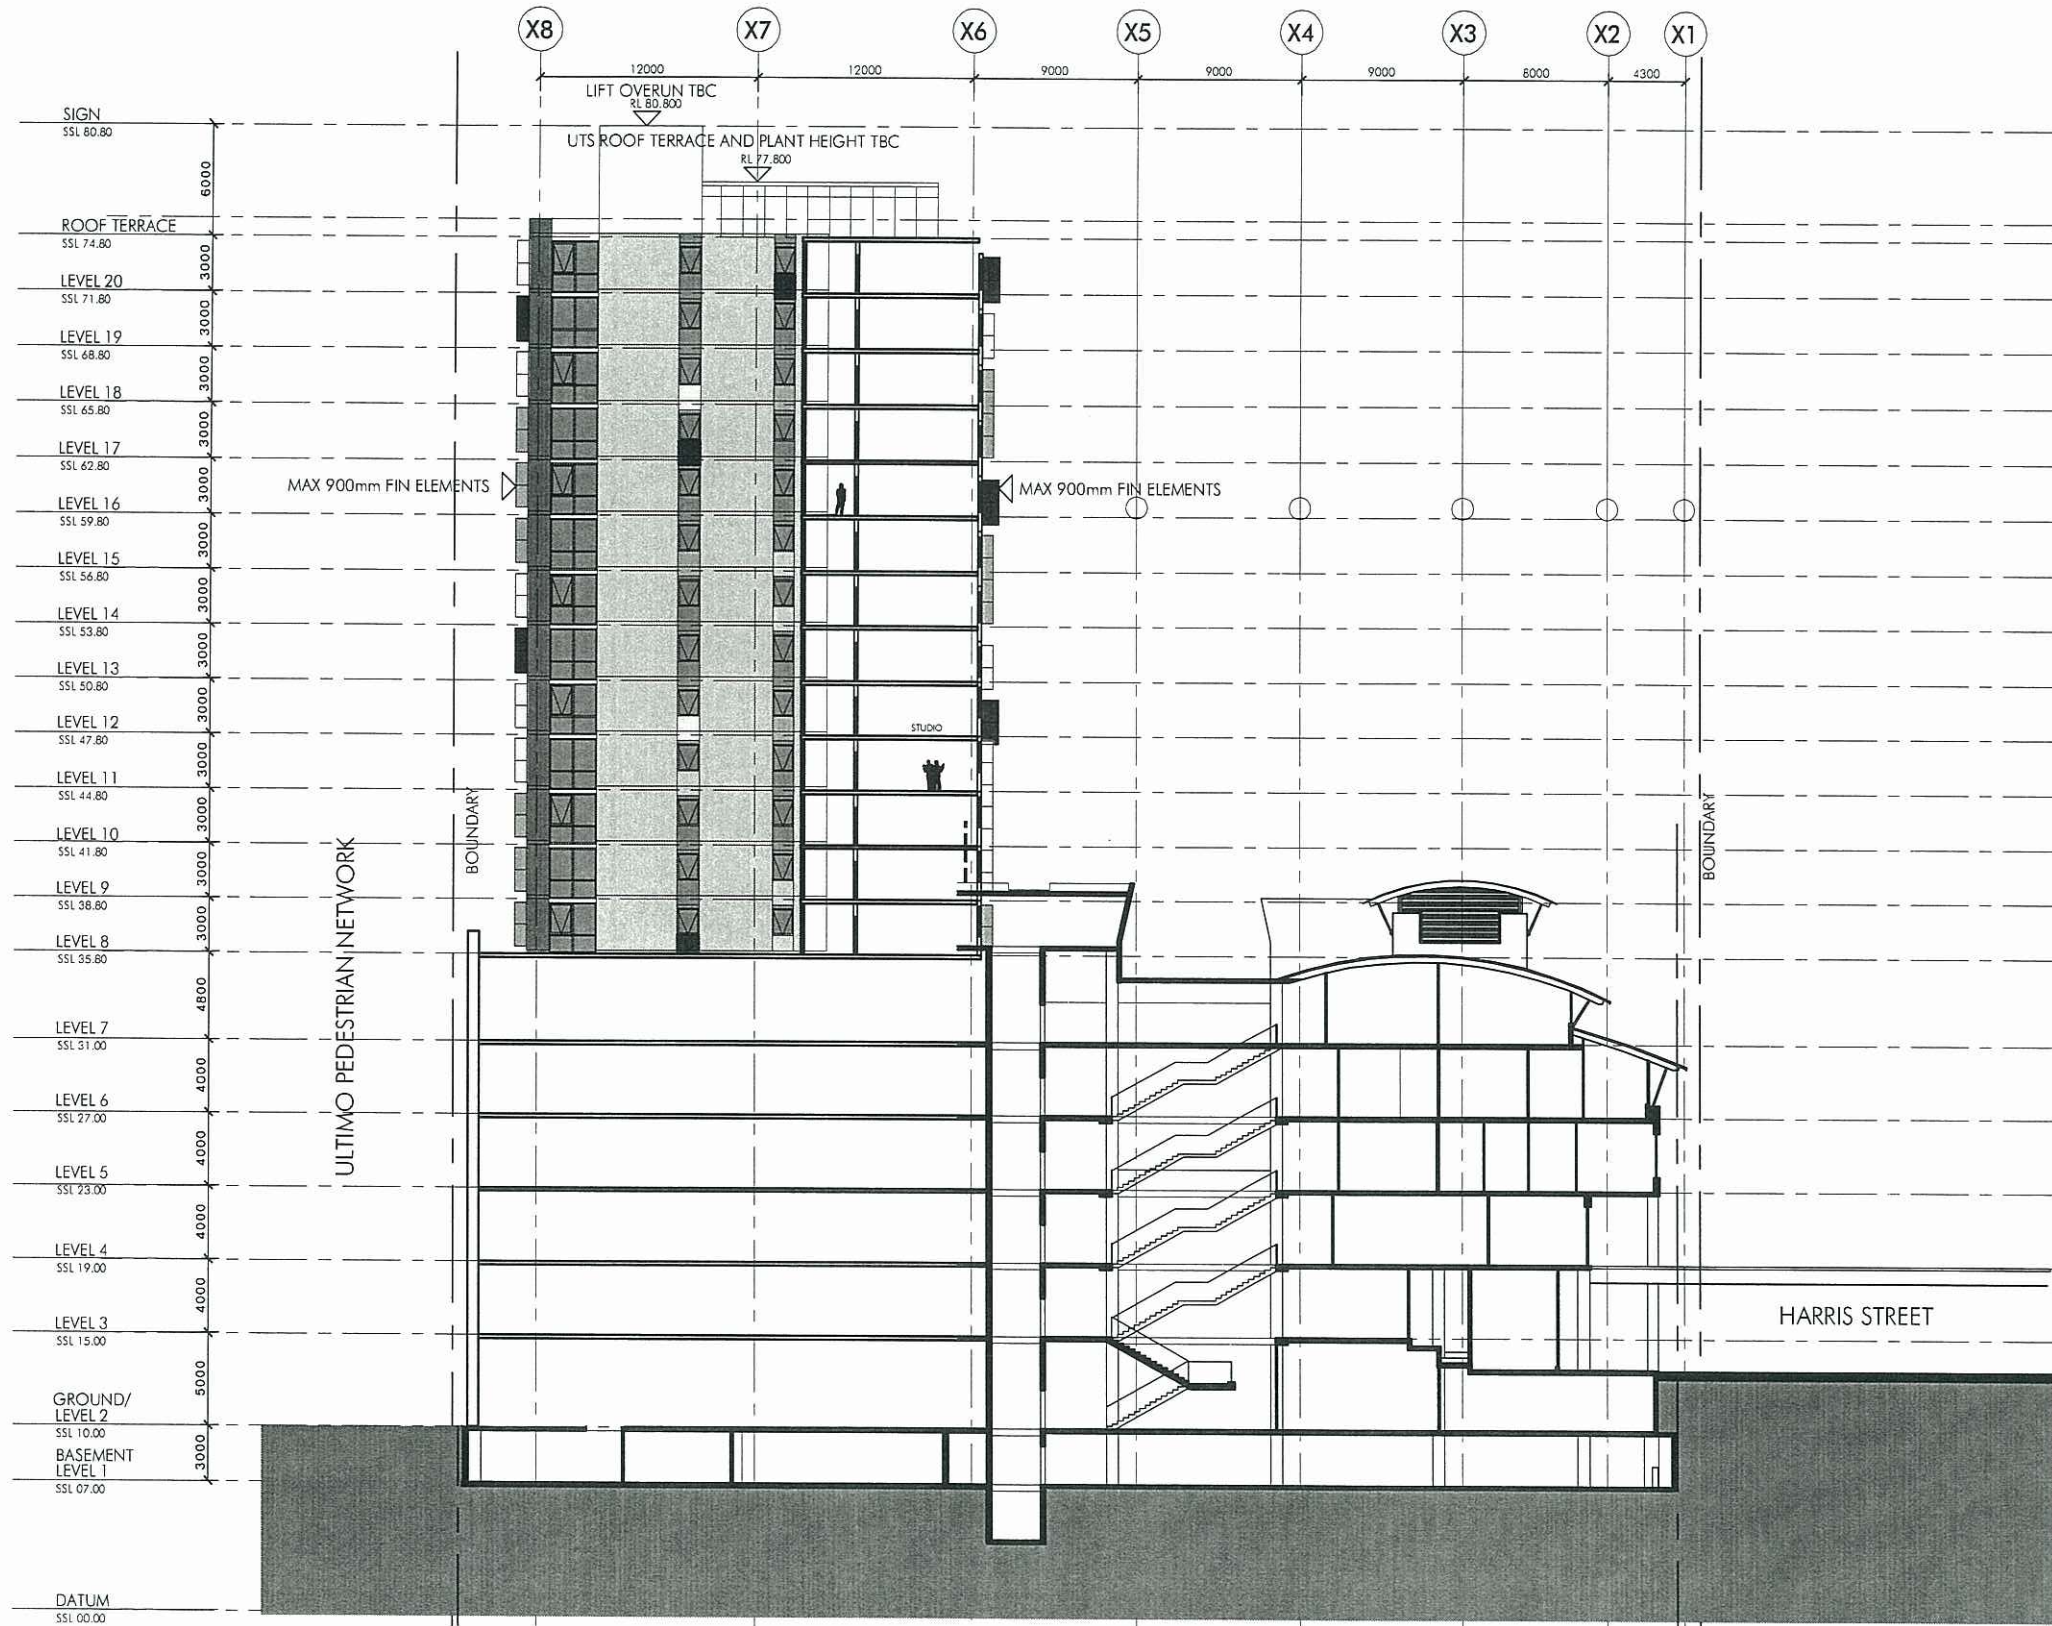 X8 X7 X6 X5 X4 X3 X2 X1
12000 12000 9000 9000 9000 8000 4300
LIFT OVERUN TBC
RL 80.800
UTS ROOF TERRACE AND PLANT HEIGHT TBC
RL 77.800
SIGN
SSL 80.80
6000
ROOF TERRACE
SSL 74.80
3000
LEVEL 20
SSL 71.80
3000
LEVEL 19
SSL 68.80
3000
LEVEL 18
SSL 65.80
3000
LEVEL 17
SSL 62.80
3000
MAX 900mm FIN ELEMENTS
MAX 900mm FIN ELEMENTS
LEVEL 16
SSL 59.80
3000
LEVEL 15
SSL 56.80
3000
LEVEL 14
SSL 53.80
3000
LEVEL 13
SSL 50.80
3000
LEVEL 12
SSL 47.80
STUDIO
3000
LEVEL 11
SSL 44.80
3000
LEVEL 10
SSL 41.80
3000
LEVEL 9
SSL 38.80
3000
LEVEL 8
SSL 35.80
4800
LEVEL 7
SSL 31.00
4000
LEVEL 6
SSL 27.00
4000
LEVEL 5
SSL 23.00
4000
LEVEL 4
SSL 19.00
4000
LEVEL 3
SSL 15.00
5000
GROUND/
LEVEL 2
SSL 10.00
3000
BASEMENT
LEVEL 1
SSL 07.00
DATUM
SSL 00.00
ULTIMO PEDESTRIAN NETWORK
BOUNDARY
BOUNDARY
HARRIS STREET